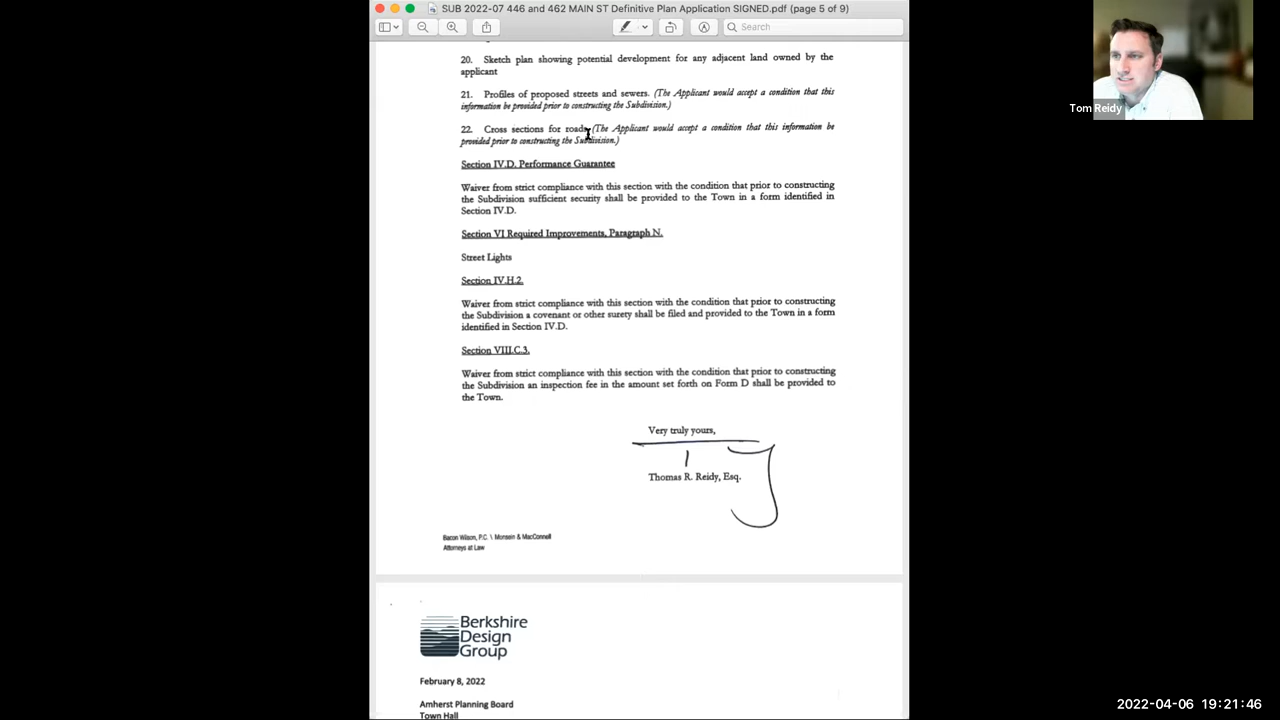 SUB 2022-07 446 and 462 MAIN ST Definitive Plan Application SIGNED.pdf (page 5 of 9)
Search
20. Sketch plan showing potential development for any adjacent land owned by the
applicant
21. Profiles of proposed streets and sewers. (The Applicant would accept a condition that this
information be provided prior to constructing the Subdivision.)
22. Cross sections for roads (The Applicant would accept a condition that this information be
provided prior to constructing the Subdivision.)
Section IV.D. Performance Guarantee
Waiver from strict compliance with this section with the condition that prior to constructing
the Subdivision sufficient security shall be provided to the Town in a form identified in
Section IV.D.
Section VI Required Improvements, Paragraph N.
Street Lights
Section IV.H.2.
Waiver from strict compliance with this section with the condition that prior to constructing
the Subdivision a covenant or other surety shall be filed and provided to the Town in a form
identified in Section IV.D.
Section VIII.C.3.
Waiver from strict compliance with this section with the condition that prior to constructing
the Subdivision an inspection fee in the amount set forth on Form D shall be provided to
the Town.
Very truly yours,
Thomas R. Reidy, Esq.
Bacon Wilson, P.C. \ Monsein & MacConnell
Attorneys at Law
Berkshire
Design
Group
February 8, 2022
Amherst Planning Board
Town Hall
Tom Reidy
2022-04-06 19:21:46